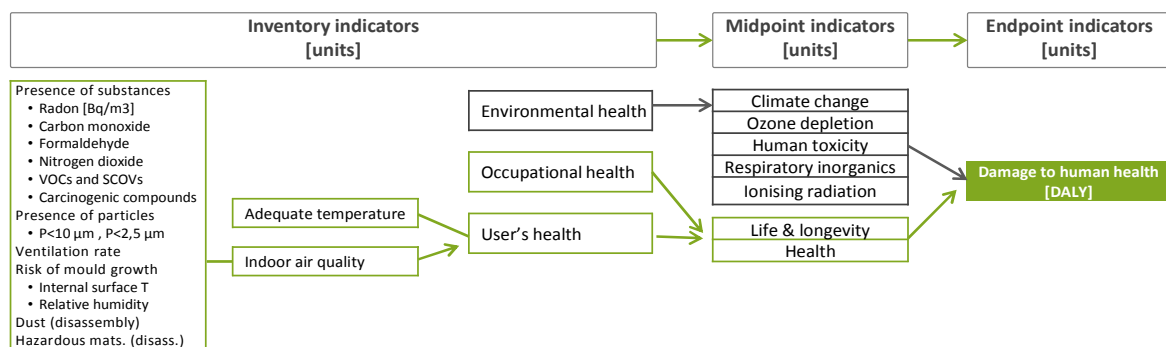 Inventory indicators
[units]
Midpoint indicators
[units]
Endpoint indicators
[units]
Presence of substances
• Radon [Bq/m3]
• Carbon monoxide
• Formaldehyde
• Nitrogen dioxide
• VOCs and SCOVs
• Carcinogenic compounds
Presence of particles
• P<10 µm , P<2,5 µm
Ventilation rate
Risk of mould growth
• Internal surface T
• Relative humidity
Dust (disassembly)
Hazardous mats. (disass.)
Adequate temperature
Indoor air quality
Environmental health
Occupational health
User's health
Climate change
Ozone depletion
Human toxicity
Respiratory inorganics
Ionising radiation
Life & longevity
Health
Damage to human health
[DALY]